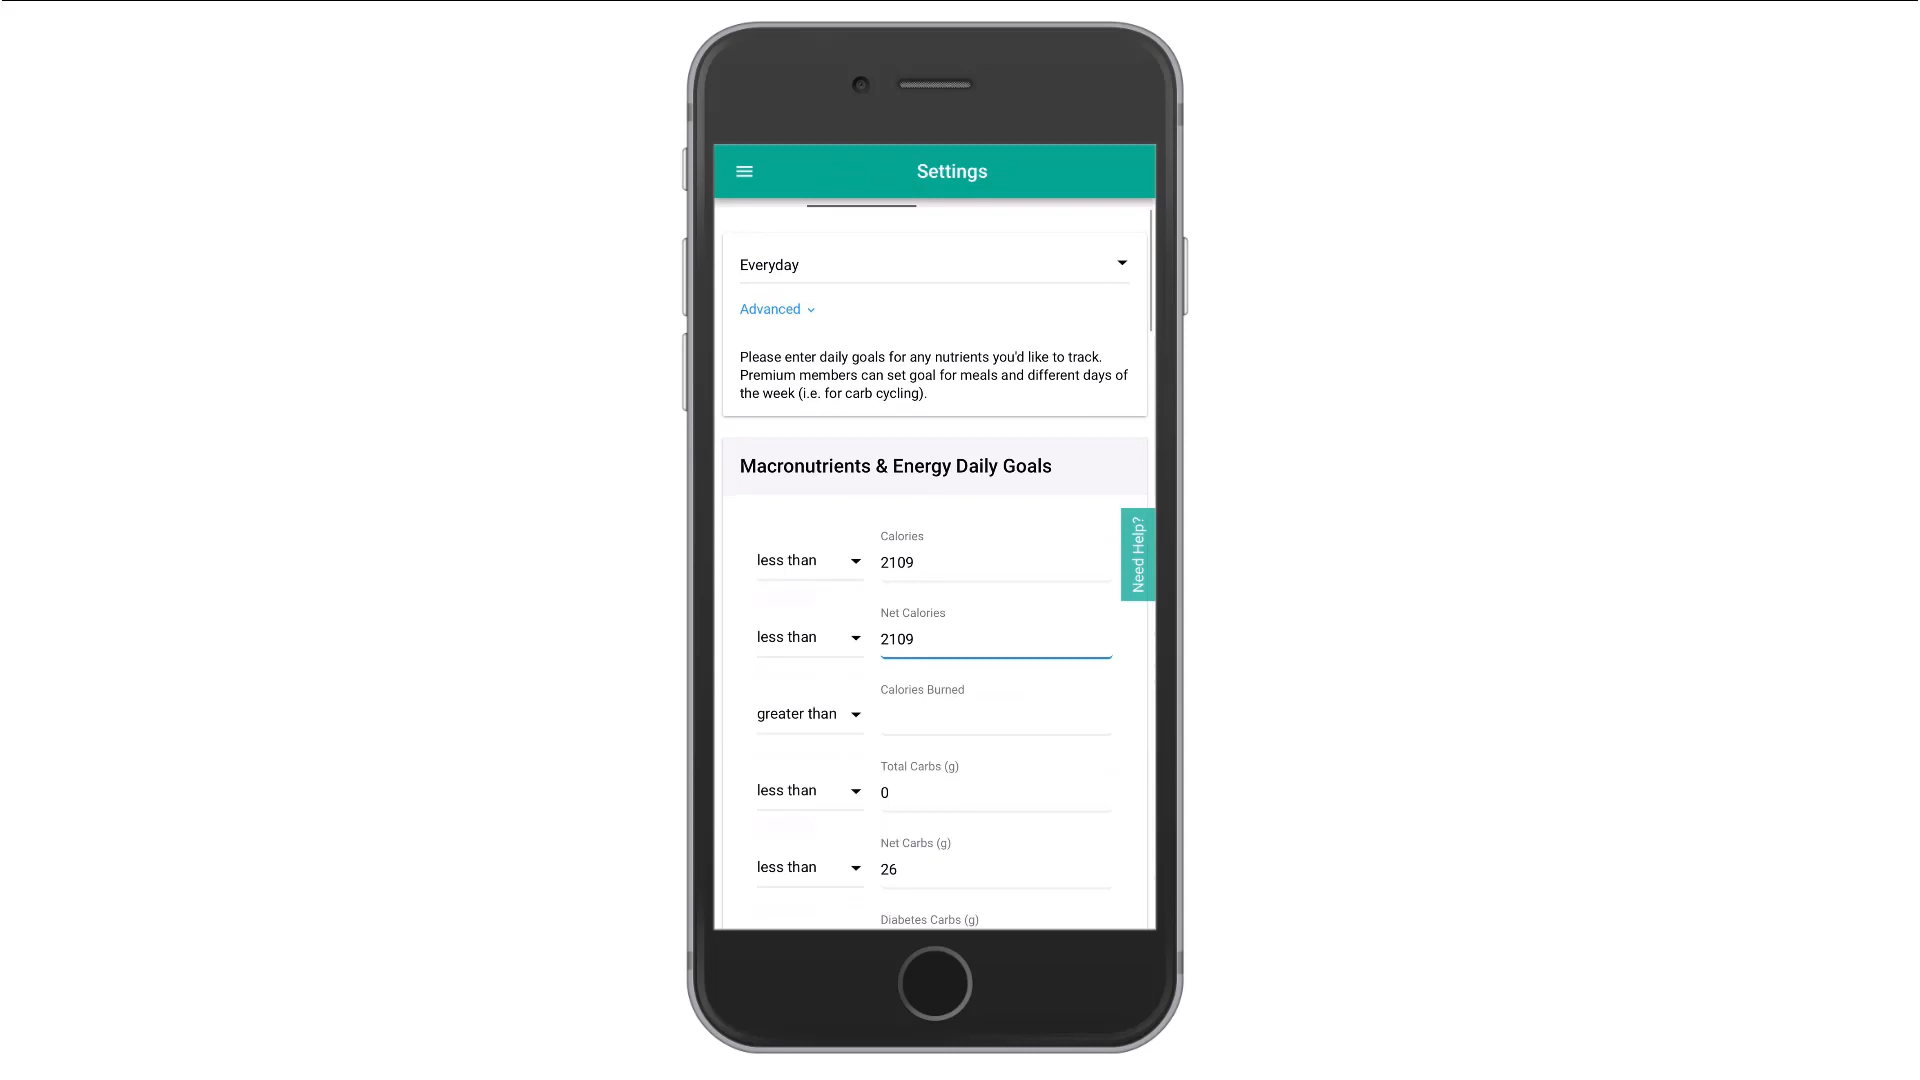 Settings
Everyday
Advanced
Please enter daily goals for any nutrients you'd like to track.
Premium members can set goal for meals and different days of
the week (i.e. for carb cycling).
Macronutrients & Energy Daily Goals
Calories
less than 2109
Need Help?
Net Calories
less than 2109
Calories Burned
greater than
Total Carbs (g)
less than 0
Net Carbs (g)
less than 26
Diabetes Carbs (g)